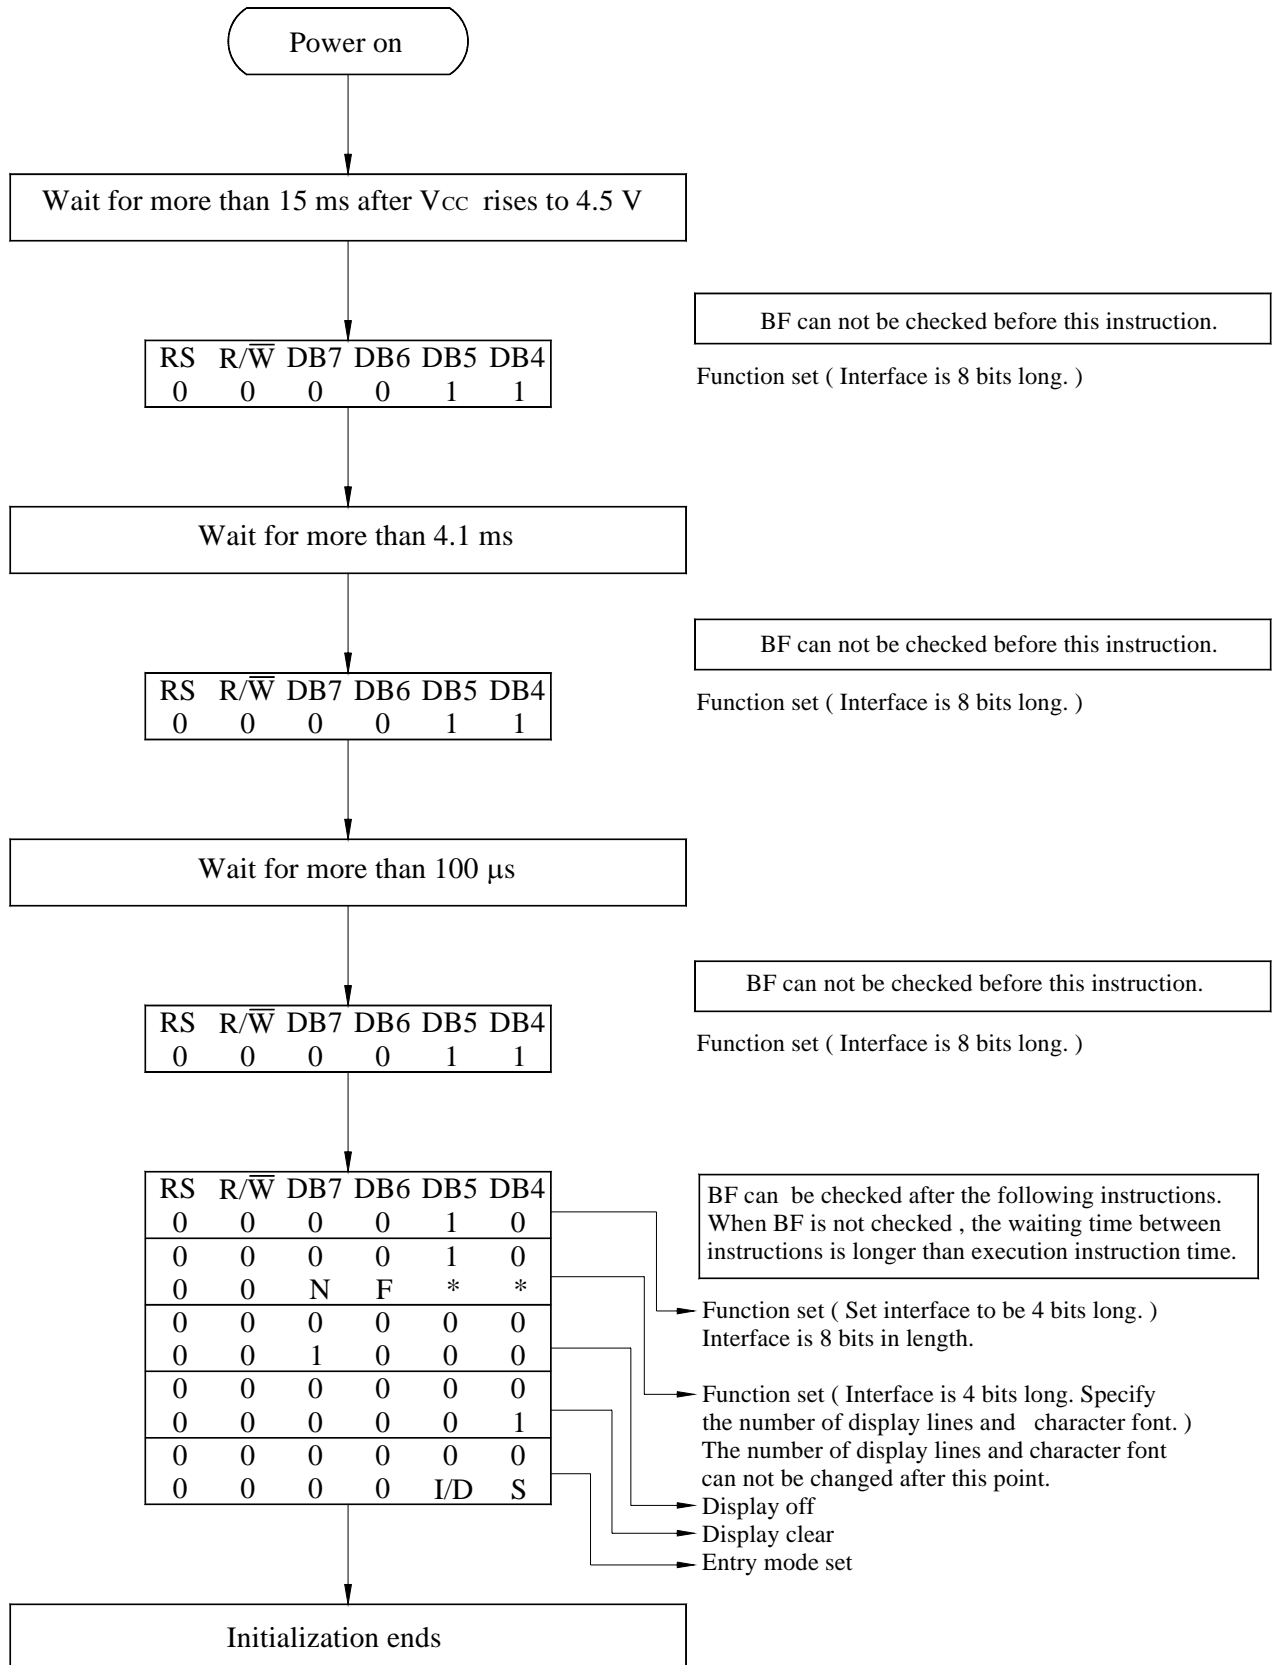 Power on
Wait for more than 15 ms after VCC rises to 4.5 V
BF can not be checked before this instruction.
RS R/W̅ DB7 DB6 DB5 DB4
0 0 0 0 1 1
Function set ( Interface is 8 bits long. )
Wait for more than 4.1 ms
BF can not be checked before this instruction.
RS R/W̅ DB7 DB6 DB5 DB4
0 0 0 0 1 1
Function set ( Interface is 8 bits long. )
Wait for more than 100 μs
BF can not be checked before this instruction.
RS R/W̅ DB7 DB6 DB5 DB4
0 0 0 0 1 1
Function set ( Interface is 8 bits long. )
RS R/W̅ DB7 DB6 DB5 DB4
0 0 0 0 1 0
0 0 0 0 1 0
0 0 N F * *
0 0 0 0 0 0
0 0 1 0 0 0
0 0 0 0 0 0
0 0 0 0 0 1
0 0 0 0 0 0
0 0 0 0 I/D S
BF can be checked after the following instructions.
When BF is not checked , the waiting time between
instructions is longer than execution instruction time.
Function set ( Set interface to be 4 bits long. )
Interface is 8 bits in length.
Function set ( Interface is 4 bits long. Specify
the number of display lines and character font. )
The number of display lines and character font
can not be changed after this point.
Display off
Display clear
Entry mode set
Initialization ends